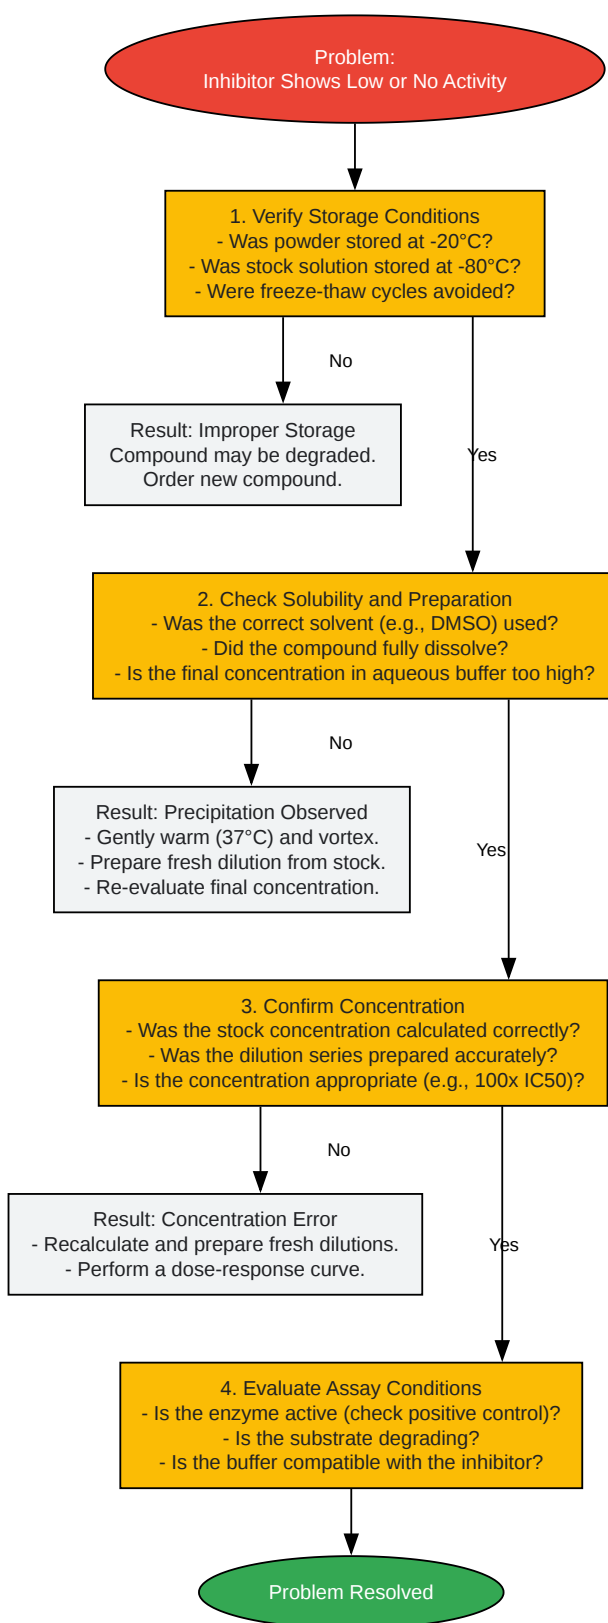 Problem:
Inhibitor Shows Low or No Activity
1. Verify Storage Conditions
- Was powder stored at -20°C?
- Was stock solution stored at -80°C?
- Were freeze-thaw cycles avoided?
No
Result: Improper Storage
Compound may be degraded.
Order new compound.
Yes
2. Check Solubility and Preparation
- Was the correct solvent (e.g., DMSO) used?
- Did the compound fully dissolve?
- Is the final concentration in aqueous buffer too high?
No
Result: Precipitation Observed
- Gently warm (37°C) and vortex.
- Prepare fresh dilution from stock.
- Re-evaluate final concentration.
Yes
3. Confirm Concentration
- Was the stock concentration calculated correctly?
- Was the dilution series prepared accurately?
- Is the concentration appropriate (e.g., 100x IC50)?
No
Result: Concentration Error
- Recalculate and prepare fresh dilutions.
- Perform a dose-response curve.
Yes
4. Evaluate Assay Conditions
- Is the enzyme active (check positive control)?
- Is the substrate degrading?
- Is the buffer compatible with the inhibitor?
Problem Resolved